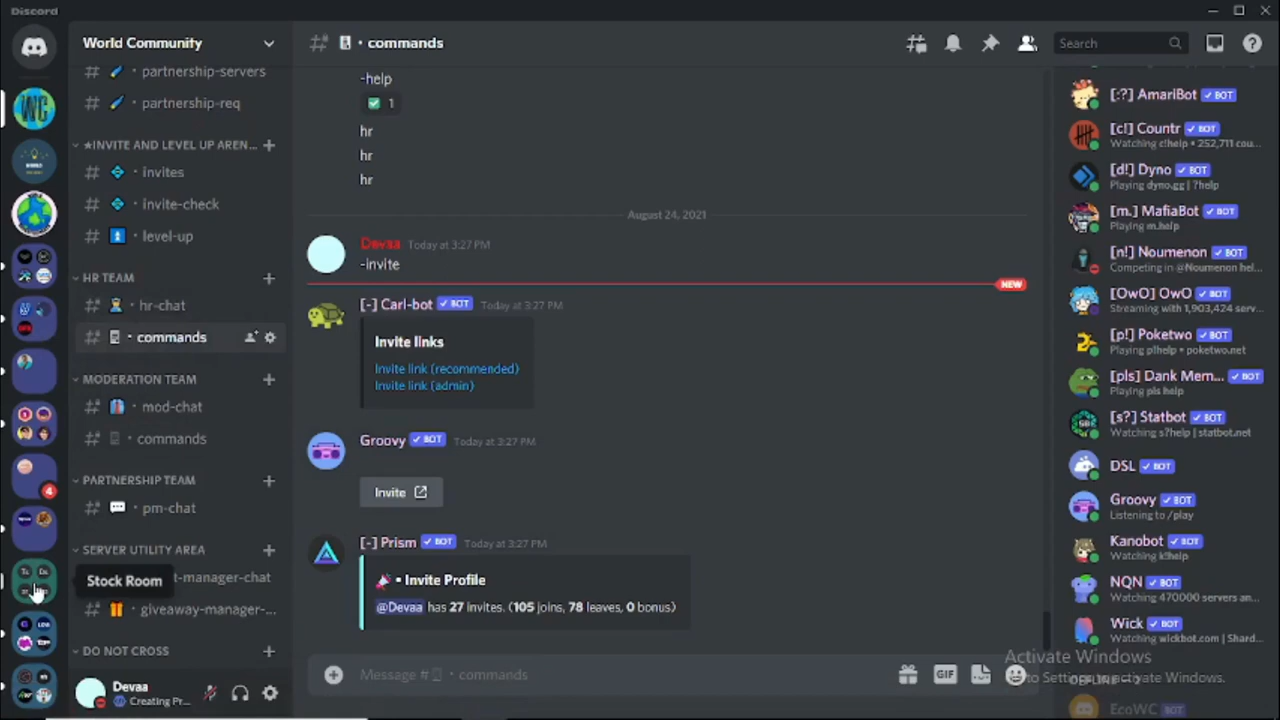 Discord
World Community
commands
Search
partnership-servers
partnership-req
★INVITE AND LEVEL UP AREN...
invites
invite-check
level-up
HR TEAM
hr-chat
commands
MODERATION TEAM
mod-chat
commands
PARTNERSHIP TEAM
pm-chat
SERVER UTILITY AREA
Stock Room
t-manager-chat
giveaway-manager-...
DO NOT CROSS
Devaa
Creating Pr...
WC
4
-help
1
hr
hr
hr
August 24, 2021
Devaa Today at 3:27 PM
-invite
NEW
[-] Carl-bot BOT Today at 3:27 PM
Invite links
Invite link (recommended)
Invite link (admin)
Groovy BOT Today at 3:27 PM
Invite
[-] Prism BOT Today at 3:27 PM
• Invite Profile
@Devaa has 27 Invites. (105 joins, 78 leaves, 0 bonus)
Message # commands
GIF
[:?] AmariBot BOT
[c!] Countr BOT
Watching c!help • 252,711 cou...
[d!] Dyno BOT
Playing dyno.gg | ?help
[m.] MafiaBot BOT
Playing m.help
[n!] Noumenon BOT
Competing in @Noumenon hel...
[OwO] OwO BOT
Streaming with 1,903,424 serv...
[p!] Poketwo BOT
Playing p!help • poketwo.net
[pls] Dank Mem... BOT
Playing pls help
[s?] Statbot BOT
Watching s?help | statbot.net
DSL BOT
Groovy BOT
Listening to /play
Kanobot BOT
Watching k!help
NQN BOT
Watching 470000 servers an...
Wick BOT
Watching wickbot.com | Shard...
Activate Windows
to Settings to activate Windows.
EcoWC BOT